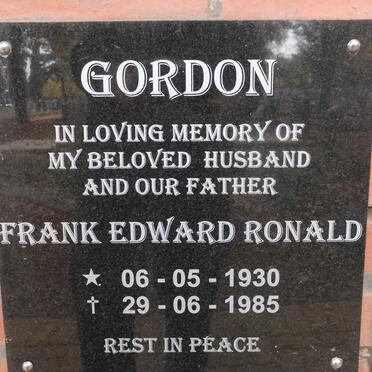 GORDON
IN LOVING MEMORY OF
MY BELOVED HUSBAND
AND OUR FATHER
FRANK EDWARD RONALD
★ 06 - 05 - 1930
† 29 - 06 - 1985
REST IN PEACE